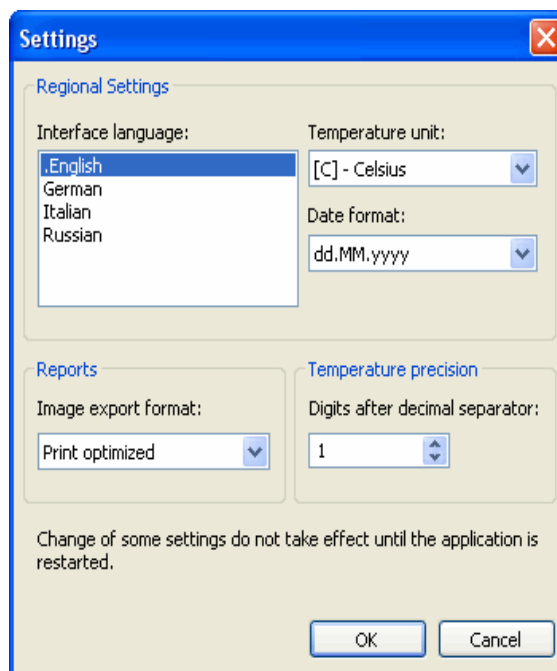 Settings
Regional Settings
Interface language:
.English
German
Italian
Russian
Temperature unit:
[C] - Celsius
Date format:
dd.MM.yyyy
Reports
Image export format:
Print optimized
Temperature precision
Digits after decimal separator:
1
Change of some settings do not take effect until the application is
restarted.
OK
Cancel